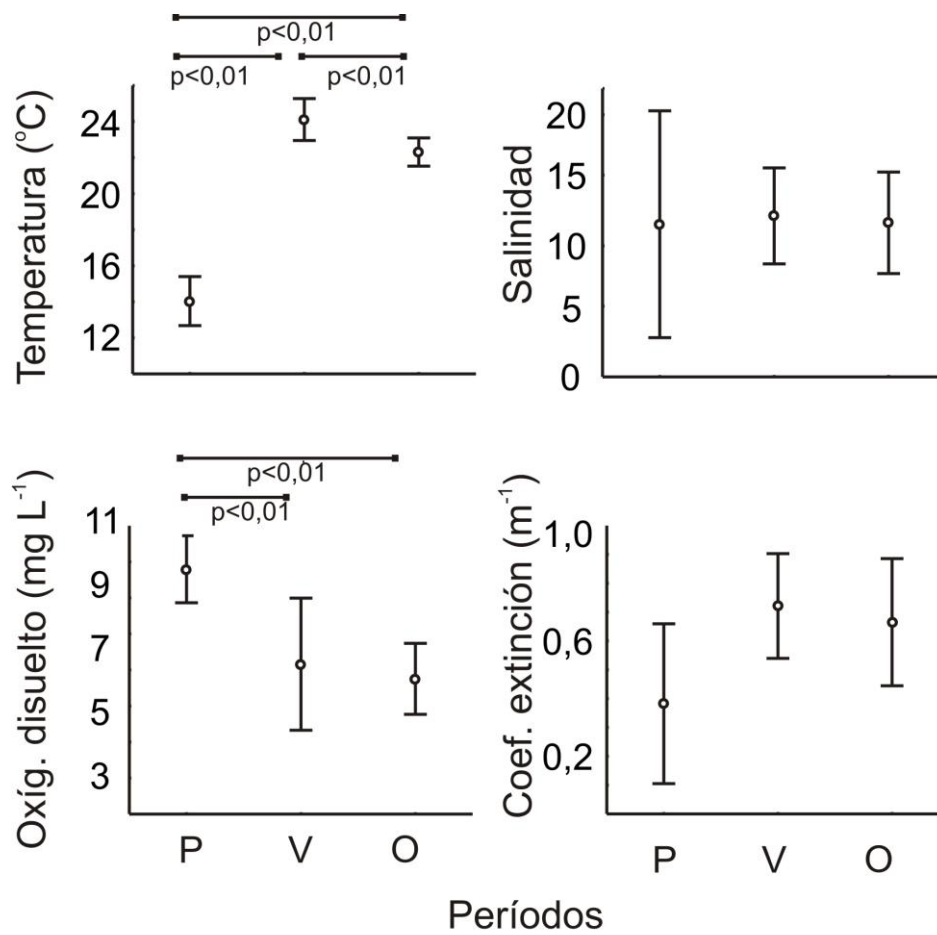 p<0,01
p<0,01 p<0,01
Temperatura (°C)
24
20
16
12
Salinidad
20
15
10
5
0
p<0,01
p<0,01
Oxíg. disuelto (mg L⁻¹)
11
9
7
5
3
P V O
Coef. extinción (m⁻¹)
1,0
0,6
0,2
P V O
Períodos